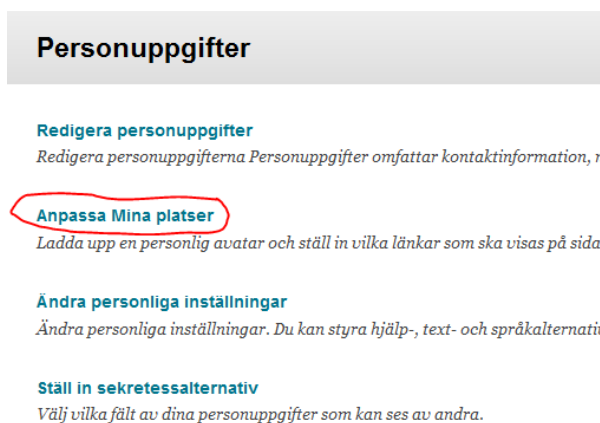 Personuppgifter
Redigera personuppgifter
Redigera personuppgifterna Personuppgifter omfattar kontaktinformation,
Anpassa Mina platser
Ladda upp en personlig avatar och ställ in vilka länkar som ska visas på sida
Ändra personliga inställningar
Ändra personliga inställningar. Du kan styra hjälp-, text- och språkalternativ
Ställ in sekretessalternativ
Välj vilka fält av dina personuppgifter som kan ses av andra.